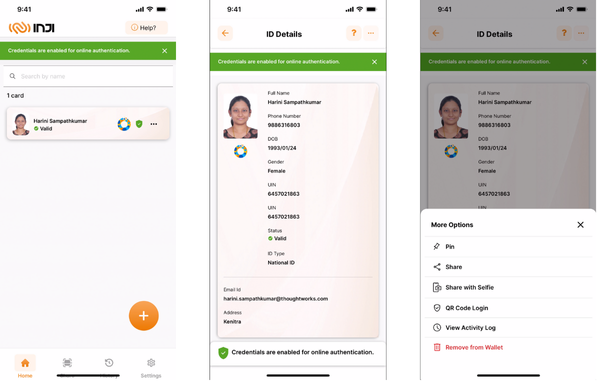 9:41
INJI
Help?
Credentials are enabled for online authentication.
Search by name
1 card
Harini Sampathkumar
Valid
Home
Settings
9:41
ID Details
?
Credentials are enabled for online authentication.
Full Name
Harini Sampathkumar
Phone Number
9886316803
DOB
1993/01/24
Gender
Female
UIN
6457021863
UIN
6457021863
Status
Valid
ID Type
National ID
Email Id
harini.sampathkumar@thoughtworks.com
Address
Kenitra
Credentials are enabled for online authentication.
9:41
ID Details
?
Credentials are enabled for online authentication.
Full Name
Harini Sampathkumar
Phone Number
9886316803
DOB
1993/01/24
Gender
Female
UIN
6457021863
UIN
More Options
Pin
Share
Share with Selfie
QR Code Login
View Activity Log
Remove from Wallet